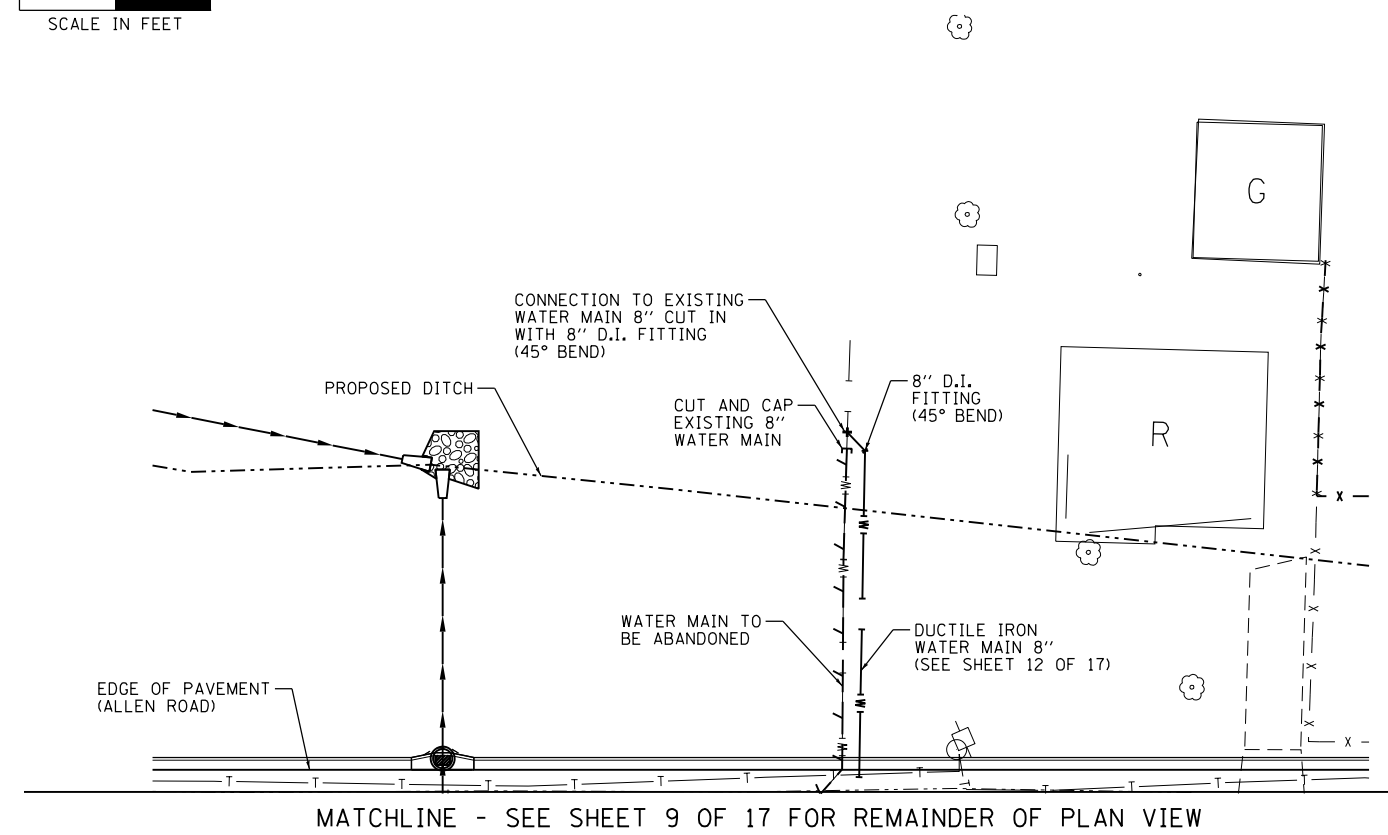 SCALE IN FEET
G
CONNECTION TO EXISTING
WATER MAIN 8'' CUT IN
WITH 8'' D.I. FITTING
(45° BEND)
PROPOSED DITCH
CUT AND CAP
EXISTING 8''
WATER MAIN
8'' D.I.
FITTING
(45° BEND)
R
WATER MAIN TO
BE ABANDONED
DUCTILE IRON
WATER MAIN 8''
(SEE SHEET 12 OF 17)
EDGE OF PAVEMENT
(ALLEN ROAD)
W
W
W
W
W
X
X
T
T
T
T
T
T
T
T
T
T
T
T
MATCHLINE - SEE SHEET 9 OF 17 FOR REMAINDER OF PLAN VIEW